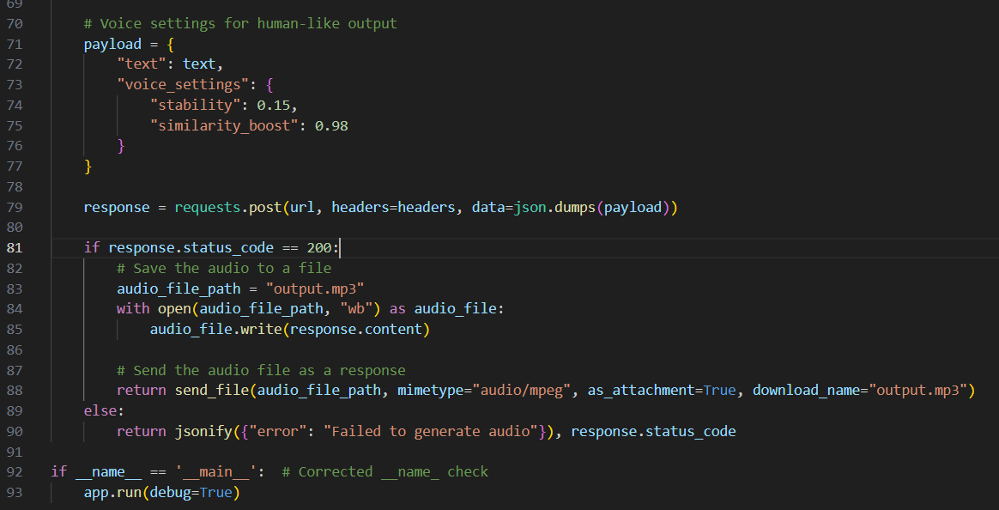 69
70 # Voice settings for human-like output
71 payload = {
72 "text": text,
73 "voice_settings": {
74 "stability": 0.15,
75 "similarity_boost": 0.98
76 }
77 }
78
79 response = requests.post(url, headers=headers, data=json.dumps(payload))
80
81 if response.status_code == 200:
82 # Save the audio to a file
83 audio_file_path = "output.mp3"
84 with open(audio_file_path, "wb") as audio_file:
85 audio_file.write(response.content)
86
87 # Send the audio file as a response
88 return send_file(audio_file_path, mimetype="audio/mpeg", as_attachment=True, download_name="output.mp3")
89 else:
90 return jsonify({"error": "Failed to generate audio"}), response.status_code
91
92 if __name__ == '__main__': # Corrected __name_ check
93 app.run(debug=True)